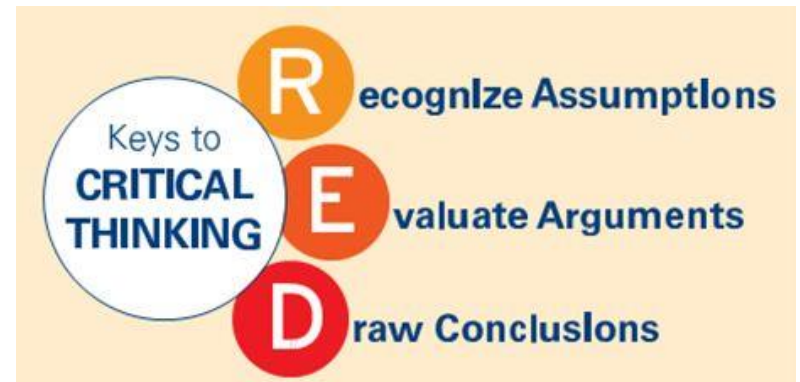 Keys to
CRITICAL
THINKING
Recognize Assumptions
Evaluate Arguments
Draw Conclusions